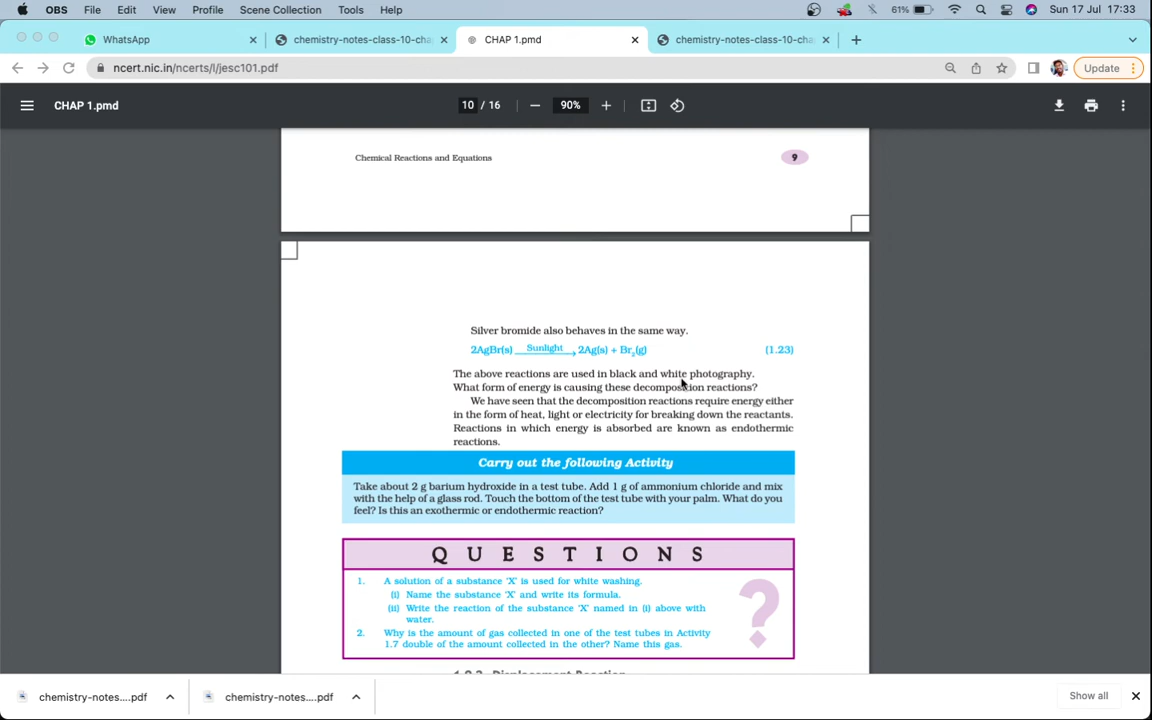 OBS File Edit View Profile Scene Collection Tools Help 61% Sun 17 Jul 17:33
WhatsApp chemistry-notes-class-10-cha CHAP 1.pmd chemistry-notes-class-10-cha
ncert.nic.in/ncerts/l/jesc101.pdf Update
CHAP 1.pmd 10 / 16 90%
Chemical Reactions and Equations 9
Silver bromide also behaves in the same way.
2AgBr(s) Sunlight→ 2Ag(s) + Br₂(g) (1.23)
The above reactions are used in black and white photography.
What form of energy is causing these decomposition reactions?
We have seen that the decomposition reactions require energy either
in the form of heat, light or electricity for breaking down the reactants.
Reactions in which energy is absorbed are known as endothermic
reactions.
Carry out the following Activity
Take about 2 g barium hydroxide in a test tube. Add 1 g of ammonium chloride and mix
with the help of a glass rod. Touch the bottom of the test tube with your palm. What do you
feel? Is this an exothermic or endothermic reaction?
QUESTIONS
1. A solution of a substance 'X' is used for white washing.
(i) Name the substance 'X' and write its formula.
(ii) Write the reaction of the substance 'X' named in (i) above with
water.
2. Why is the amount of gas collected in one of the test tubes in Activity
1.7 double of the amount collected in the other? Name this gas.
?
Displacement Reaction
chemistry-notes....pdf chemistry-notes....pdf Show all